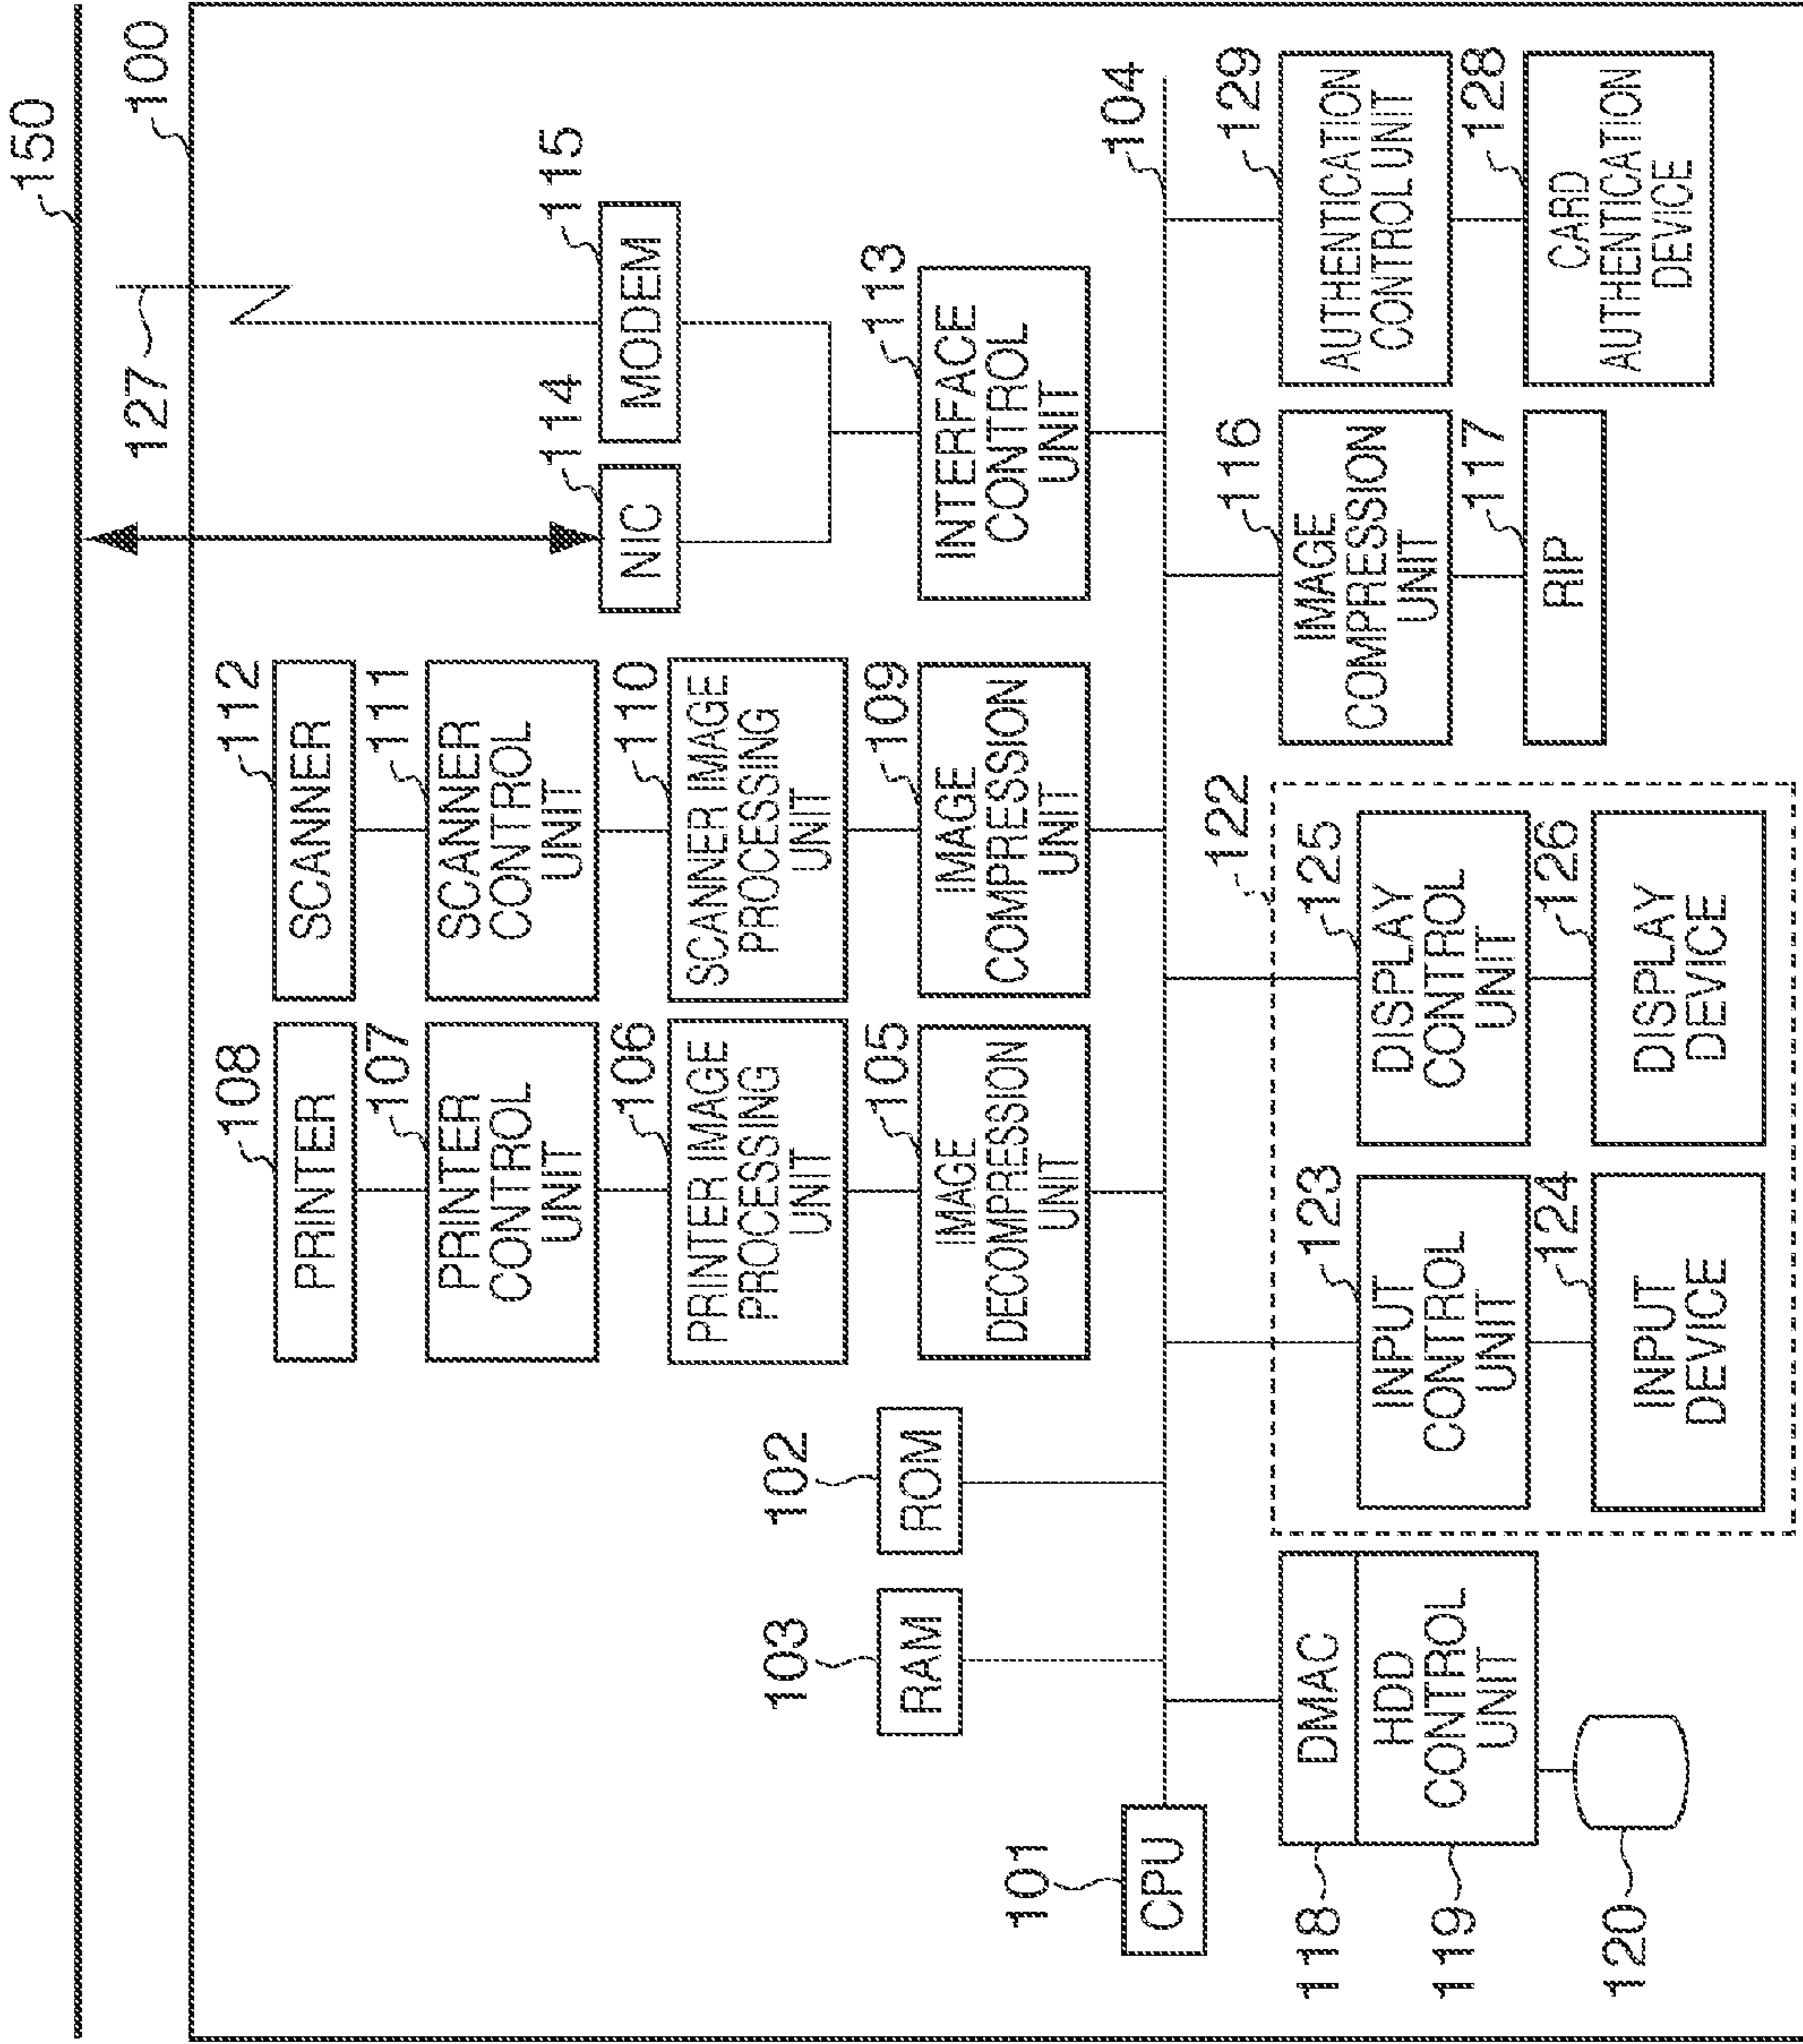 150
127
100
108
PRINTER
107
PRINTER
CONTROL
UNIT
106
PRINTER IMAGE
PROCESSING
UNIT
105
IMAGE
DECOMPRESSION
UNIT
112
SCANNER
111
SCANNER
CONTROL
UNIT
110
SCANNER IMAGE
PROCESSING
UNIT
109
IMAGE
COMPRESSION
UNIT
114
NIC
115
MODEM
113
INTERFACE
CONTROL
UNIT
103
RAM
102
ROM
101
CPU
104
118
DMAC
119
HDD
CONTROL
UNIT
120
122
123
INPUT
CONTROL
UNIT
124
INPUT
DEVICE
125
DISPLAY
CONTROL
UNIT
126
DISPLAY
DEVICE
116
IMAGE
COMPRESSION
UNIT
117
RIP
129
AUTHENTICATION
CONTROL UNIT
128
CARD
AUTHENTICATION
DEVICE